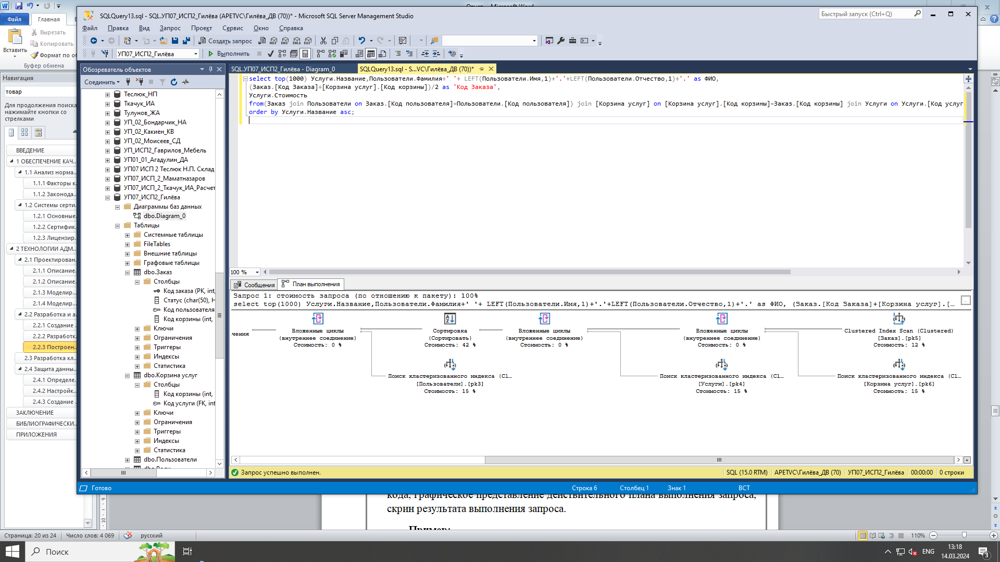 Отчет - Microsoft Word
Файл
Главная
Вставить
Вырезать
Копировать
Формат по об
Буфер обмена
Навигация
товар
Для продолжения поиска
нажимайте кнопки со
стрелками
ВВЕДЕНИЕ
1 ОБЕСПЕЧЕНИЕ КАЧ...
1.1 Анализ норма...
1.1.1 Факторы к...
1.1.2 Законода...
1.2 Системы серти...
1.2.1 Основные...
1.2.2 Сертифик...
1.2.3 Лицензир...
2 ТЕХНОЛОГИИ АДМ...
2.1 Проектирован...
2.1.1 Описание...
2.1.2 Описание...
2.1.3 Моделир...
2.1.4 Моделир...
2.2 Разработка и а...
2.2.1 Создание ...
2.2.2 Разработк...
2.2.3 Построен...
2.3 Разработка кл...
2.4 Защита данны...
2.4.1 Определе...
2.4.2 Настройк...
2.4.3 Создание ...
ЗАКЛЮЧЕНИЕ
БИБЛИОГРАФИЧЕСКИ...
ПРИЛОЖЕНИЯ
SQLQuery13.sql - SQL.УП07_ИСП2_Гилёва (APETVC\Гилёва_ДВ (70))* - Microsoft SQL Server Management Studio
Быстрый запуск (Ctrl+Q)
Файл Правка Вид Запрос Проект Сервис Окно Справка
Создать запрос
MDX DMX XMLA DAX
УП07_ИСП2_Гилёва
Выполнить
Обозреватель объектов
Соединить
Теслюк_НП
Ткачук_ИА
Тулунов_ЖА
УП_02_Бондарчик_НА
УП_02_Какиен_КВ
УП_02_Моисеев_СД
УП_ИСП2_Гаврилов_Мебель
УП01_01_Агадулин_ДА
УП07 ИСП 2 Теслюк Н.П. Склад
УП07_ИСП_2_Маматназаров
УП07_ИСП_2_Ткачук_ИА_Расчет
УП07_ИСП2_Гилёва
Диаграммы баз данных
dbo.Diagram_0
Таблицы
Системные таблицы
FileTables
Внешние таблицы
Графовые таблицы
dbo.Заказ
Столбцы
Код заказа (PK, int,
Статус (char(50), Н
Код пользователя
Код корзины (int,
Ключи
Ограничения
Триггеры
Индексы
Статистика
dbo.Корзина услуг
Столбцы
Код корзины (int,
Код услуги (FK, int
Ключи
Ограничения
Триггеры
Индексы
Статистика
dbo.Пользователи
SQL.УП07_ИСП2_Гилёва - Diagram_0
SQLQuery13.sql - S...VC\Гилёва_ДВ (70))*
select top(1000) Услуги.Название,Пользователи.Фамилия+' '+ LEFT(Пользователи.Имя,1)+'.'+LEFT(Пользователи.Отчество,1)+'.' as ФИО,
(Заказ.[Код Заказа]+[Корзина услуг].[Код корзины])/2 as 'Код Заказа',
Услуги.Стоимость
from(Заказ join Пользователи on Заказ.[Код пользователя]=Пользователи.[Код пользователя]) join [Корзина услуг] on [Корзина услуг].[Код корзины]=Заказ.[Код корзины] join Услуги on Услуги.[Код услуг
order by Услуги.Название asc;
100 %
Сообщения
План выполнения
Запрос 1: стоимость запроса (по отношению к пакету): 100%
select top(1000) Услуги.Название,Пользователи.Фамилия+' '+ LEFT(Пользователи.Имя,1)+'.'+LEFT(Пользователи.Отчество,1)+'.' as ФИО, (Заказ.[Код Заказа]+[Корзина услуг].[...
чения
Вложенные циклы
(внутреннее соединение)
Стоимость: 0 %
Сортировка
(Сортировать)
Стоимость: 42 %
Вложенные циклы
(внутреннее соединение)
Стоимость: 0 %
Вложенные циклы
(внутреннее соединение)
Стоимость: 0 %
Clustered Index Scan (Clustered)
[Заказ].[pk5]
Стоимость: 12 %
Поиск кластеризованного индекса (Cl...
[Пользователи].[pk3]
Стоимость: 15 %
Поиск кластеризованного индекса (Cl...
[Услуги].[pk4]
Стоимость: 15 %
Поиск кластеризованного индекса (Cl...
[Корзина услуг].[pk6]
Стоимость: 15 %
Запрос успешно выполнен.
SQL (15.0 RTM) APETVC\Гилёва_ДВ (70) УП07_ИСП2_Гилёва 00:00:00 0 строки
Готово
Строка 6 Столбец 1 Знак 1 ВСТ
кода, графическое представление действительного плана выполнения запроса,
скрин результата выполнения запроса.
Пример:
Страница: 20 из 24 Число слов: 4 069 русский
110%
Поиск
ENG
13:18
14.03.2024
3